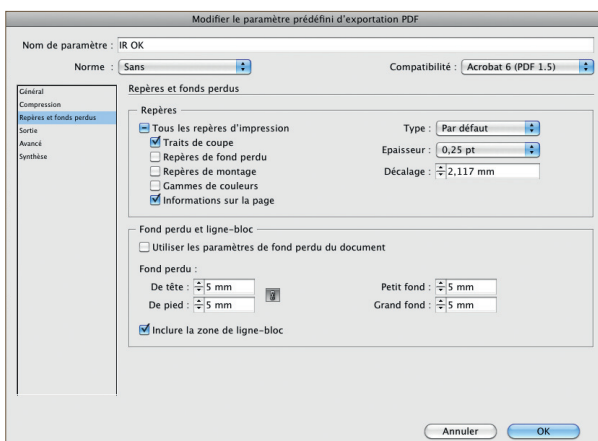 Modifier le paramètre prédéfini d'exportation PDF
Nom de paramètre : IR OK
Norme : Sans Compatibilité : Acrobat 6 (PDF 1.5)
Général
Compression
Repères et fonds perdus
Sortie
Avancé
Synthèse
Repères et fonds perdus
Repères
Tous les repères d'impression
Traits de coupe
Repères de fond perdu
Repères de montage
Gammes de couleurs
Informations sur la page
Type : Par défaut
Epaisseur : 0,25 pt
Décalage : 2,117 mm
Fond perdu et ligne-bloc
Utiliser les paramètres de fond perdu du document
Fond perdu :
De tête : 5 mm Petit fond : 5 mm
De pied : 5 mm Grand fond : 5 mm
Inclure la zone de ligne-bloc
Annuler OK